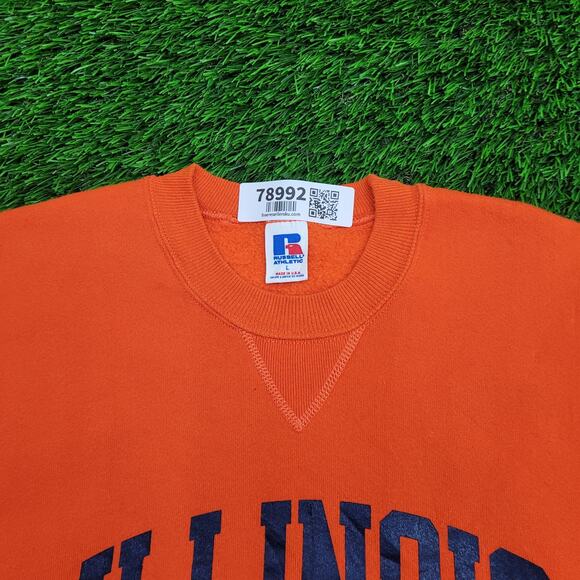 78992
RUSSELL
ATHLETIC
L
MADE IN U.S.A.
ILLINOIS